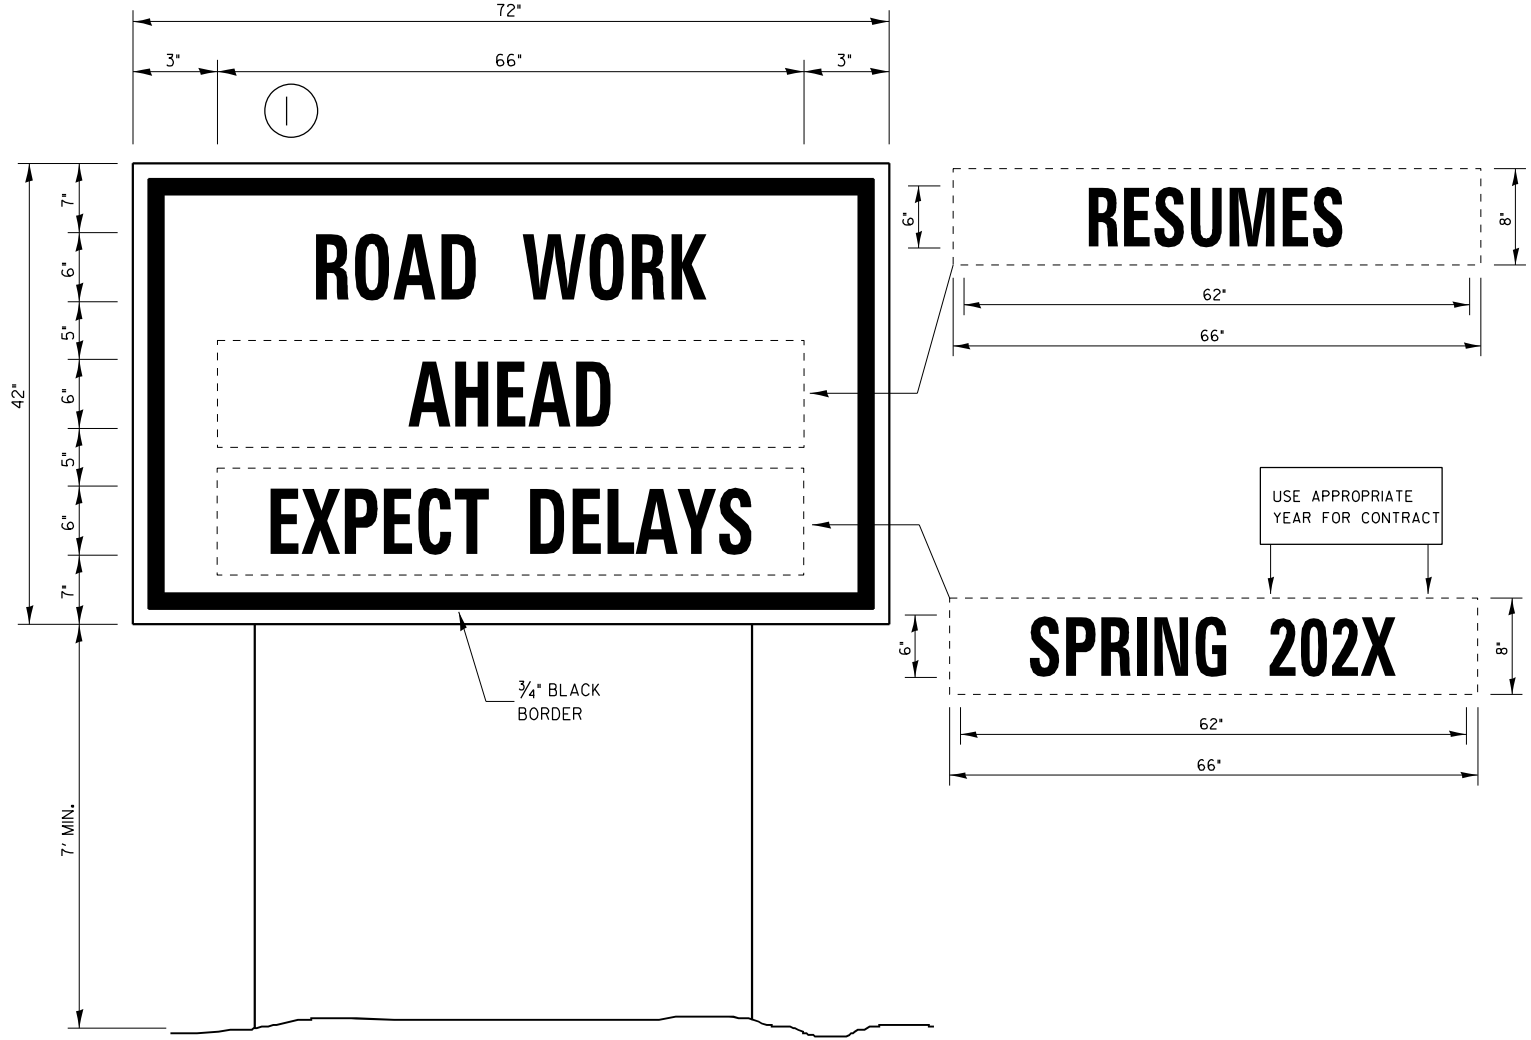 72"
3" 66" 3"
|
7"
6"
5"
6"
5"
6"
7"
42"
7' MIN.
ROAD WORK
AHEAD
EXPECT DELAYS
3/4" BLACK
BORDER
6"
RESUMES
8"
62"
66"
USE APPROPRIATE
YEAR FOR CONTRACT
6"
SPRING 202X
8"
62"
66"